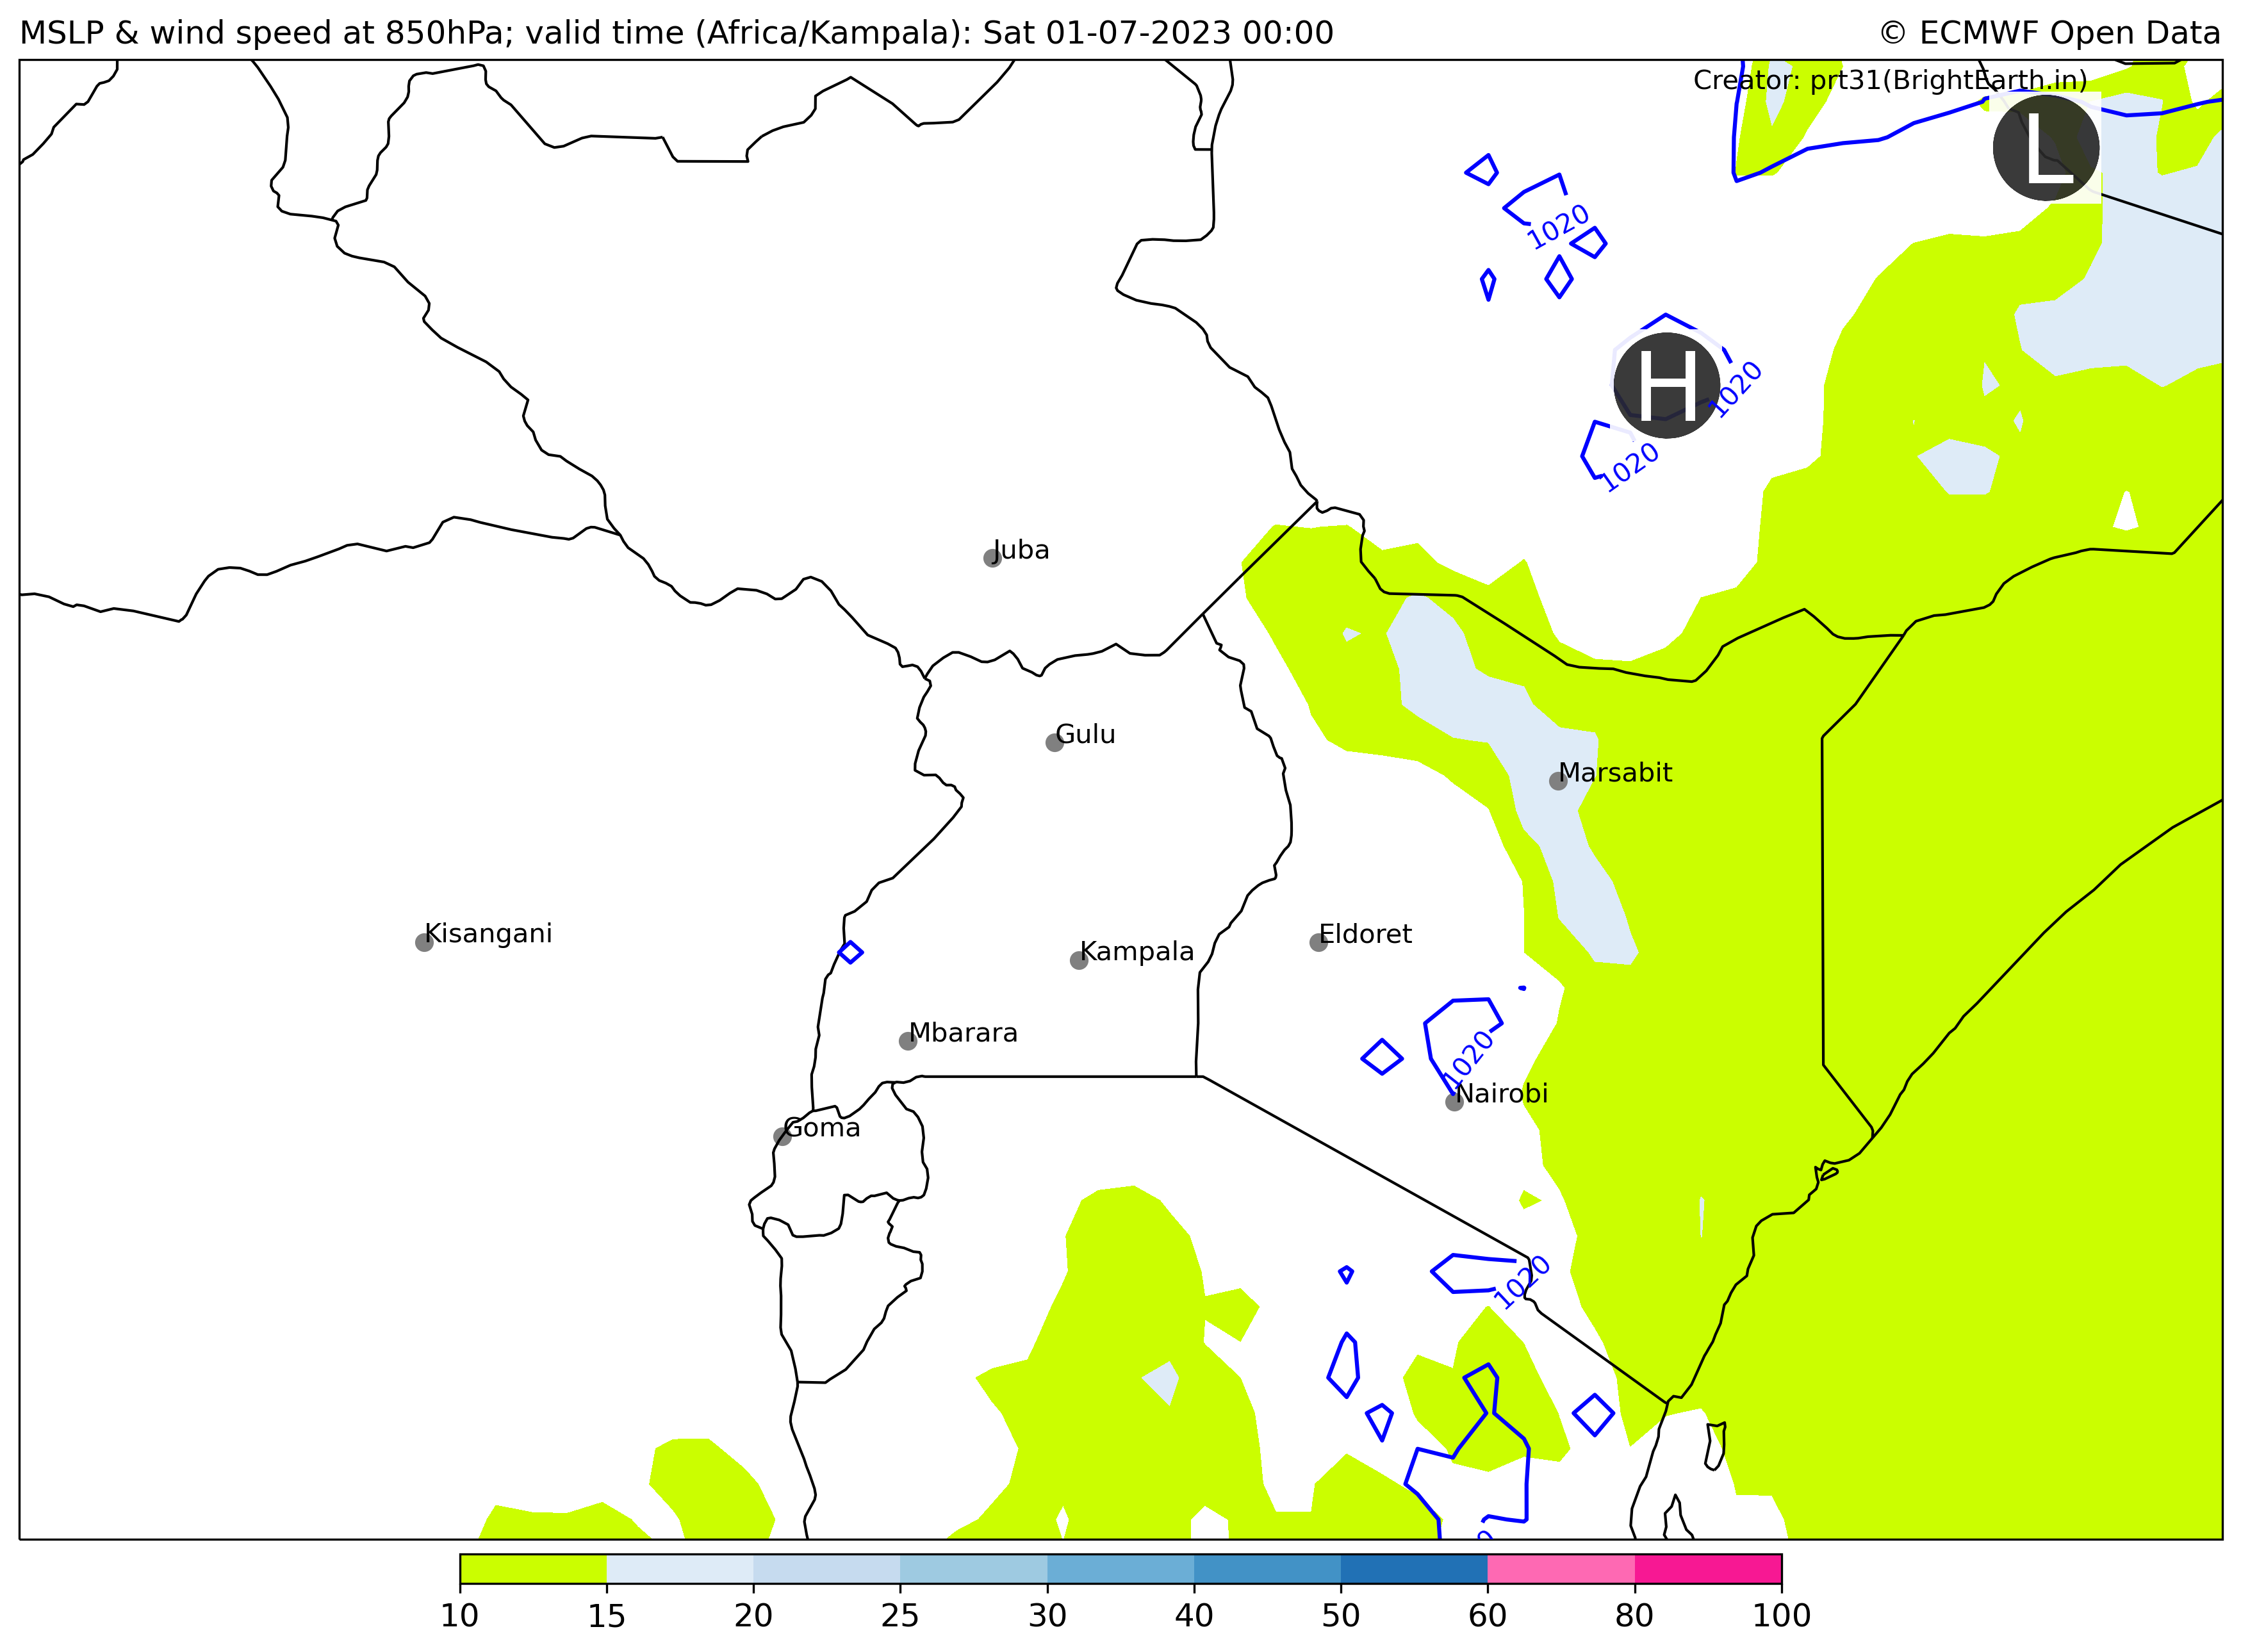 MSLP & wind speed at 850hPa; valid time (Africa/Kampala): Sat 01-07-2023 00:00
© ECMWF Open Data
Creator: prt31(BrightEarth.in)
L
1020
H
1020
1020
Juba
Gulu
Marsabit
Kisangani
Eldoret
Kampala
Mbarara
1020
Nairobi
Goma
1020
10 15 20 25 30 40 50 60 80 100